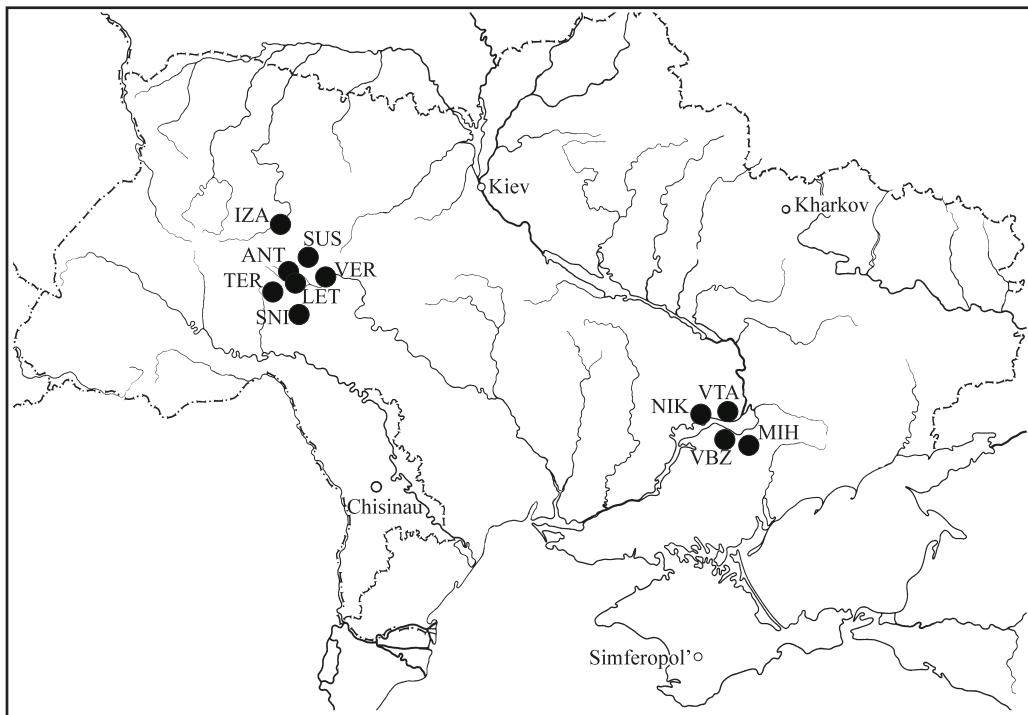 Kiev
Kharkov
IZA
SUS
ANT
VER
TER
LET
SNI
VTA
NIK
MIH
VBZ
Chisinau
Simferopol'